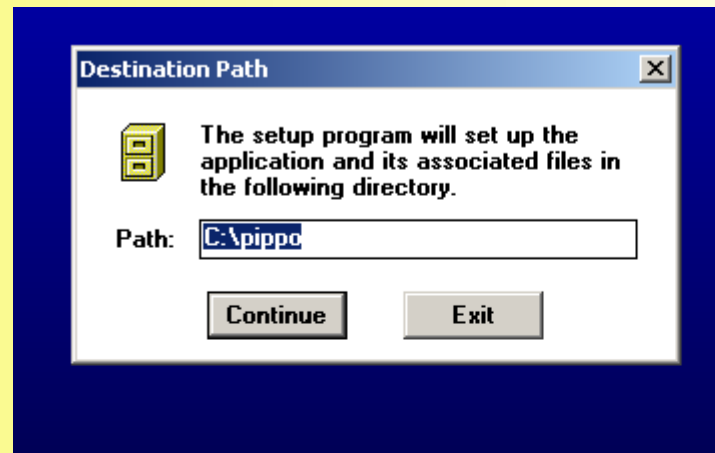 Destination Path
The setup program will set up the
application and its associated files in
the following directory.
Path: C:\pippo
Continue Exit